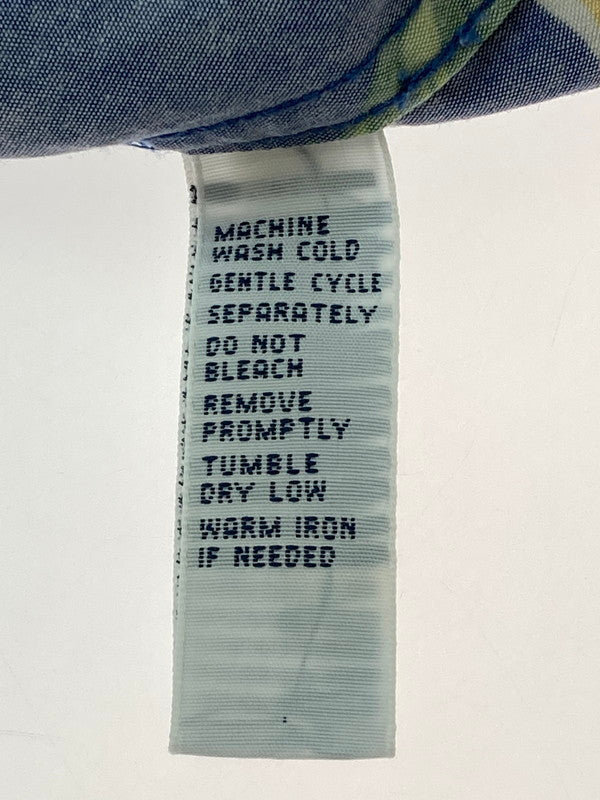 MACHINE
WASH COLD
GENTLE CYCLE
SEPARATELY
DO NOT
BLEACH
REMOVE
PROMPTLY
TUMBLE
DRY LOW
WARM IRON
IF NEEDED